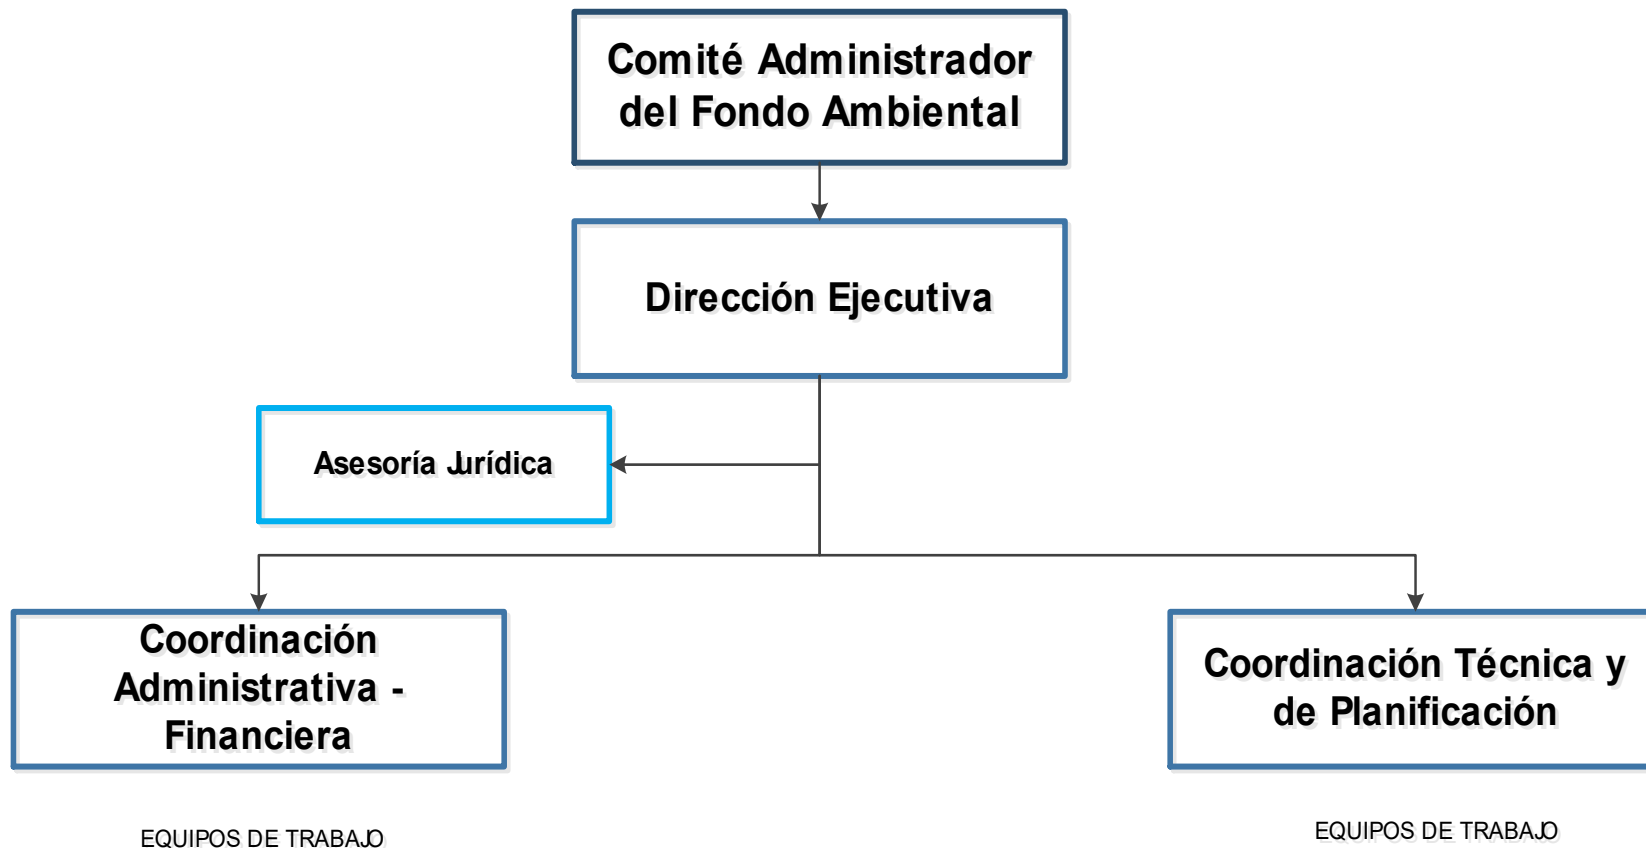 Comité Administrador
del Fondo Ambiental
Dirección Ejecutiva
Asesoría Jurídica
Coordinación
Administrativa -
Financiera
Coordinación Técnica y
de Planificación
EQUIPOS DE TRABAJO
EQUIPOS DE TRABAJO